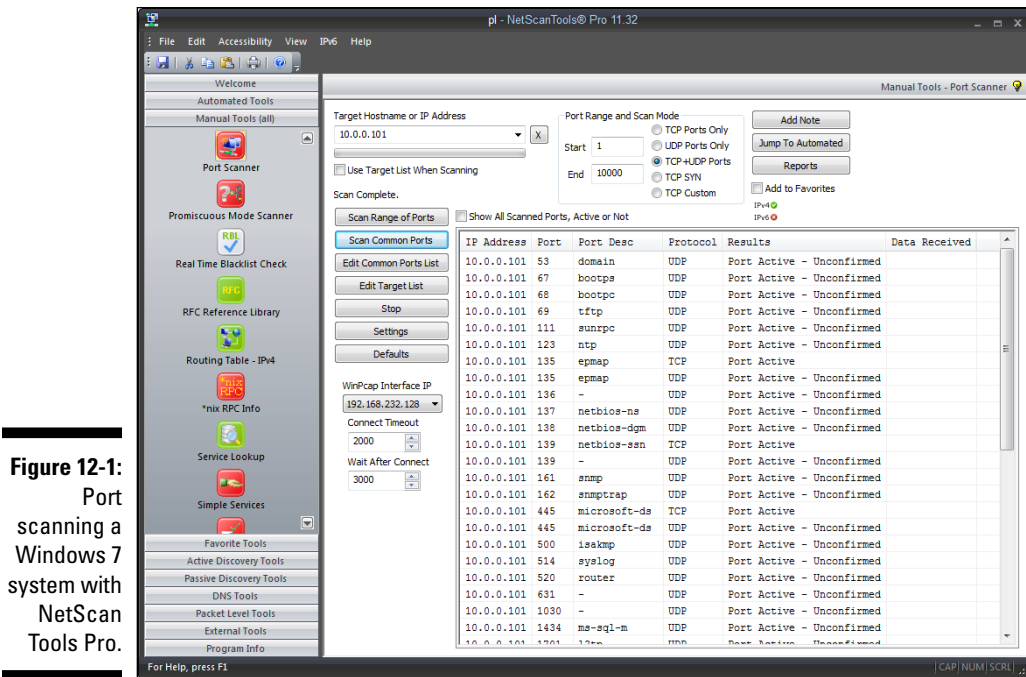 pl - NetScanTools® Pro 11.32
File Edit Accessibility View IPv6 Help
Welcome
Automated Tools
Manual Tools (all)
Port Scanner
Promiscuous Mode Scanner
RBL
Real Time Blacklist Check
RFC
RFC Reference Library
Routing Table - IPv4
*nix RPC
*nix RPC Info
Service Lookup
Simple Services
Favorite Tools
Active Discovery Tools
Passive Discovery Tools
DNS Tools
Packet Level Tools
External Tools
Program Info
Manual Tools - Port Scanner
Target Hostname or IP Address
10.0.0.101
X
Use Target List When Scanning
Scan Complete.
Port Range and Scan Mode
Start 1
End 10000
TCP Ports Only
UDP Ports Only
TCP+UDP Ports
TCP SYN
TCP Custom
Add Note
Jump To Automated
Reports
Add to Favorites
IPv4
IPv6
Scan Range of Ports
Scan Common Ports
Edit Common Ports List
Edit Target List
Stop
Settings
Defaults
WinPcap Interface IP
192.168.232.128
Connect Timeout
2000
Wait After Connect
3000
Show All Scanned Ports, Active or Not
IP Address Port Port Desc Protocol Results Data Received
10.0.0.101 53 domain UDP Port Active - Unconfirmed
10.0.0.101 67 bootps UDP Port Active - Unconfirmed
10.0.0.101 68 bootpc UDP Port Active - Unconfirmed
10.0.0.101 69 tftp UDP Port Active - Unconfirmed
10.0.0.101 111 sunrpc UDP Port Active - Unconfirmed
10.0.0.101 123 ntp UDP Port Active - Unconfirmed
10.0.0.101 135 epmap TCP Port Active
10.0.0.101 135 epmap UDP Port Active - Unconfirmed
10.0.0.101 136 - UDP Port Active - Unconfirmed
10.0.0.101 137 netbios-ns UDP Port Active - Unconfirmed
10.0.0.101 138 netbios-dgm UDP Port Active - Unconfirmed
10.0.0.101 139 netbios-ssn TCP Port Active
10.0.0.101 139 - UDP Port Active - Unconfirmed
10.0.0.101 161 snmp UDP Port Active - Unconfirmed
10.0.0.101 162 snmptrap UDP Port Active - Unconfirmed
10.0.0.101 445 microsoft-ds TCP Port Active
10.0.0.101 445 microsoft-ds UDP Port Active - Unconfirmed
10.0.0.101 500 isakmp UDP Port Active - Unconfirmed
10.0.0.101 514 syslog UDP Port Active - Unconfirmed
10.0.0.101 520 router UDP Port Active - Unconfirmed
10.0.0.101 631 - UDP Port Active - Unconfirmed
10.0.0.101 1030 - UDP Port Active - Unconfirmed
10.0.0.101 1434 ms-sql-m UDP Port Active - Unconfirmed
10.0.0.101 1701 l2tp UDP Port Active - Unconfirmed
For Help, press F1
CAP NUM SCRL
Figure 12-1:
Port
scanning a
Windows 7
system with
NetScan
Tools Pro.